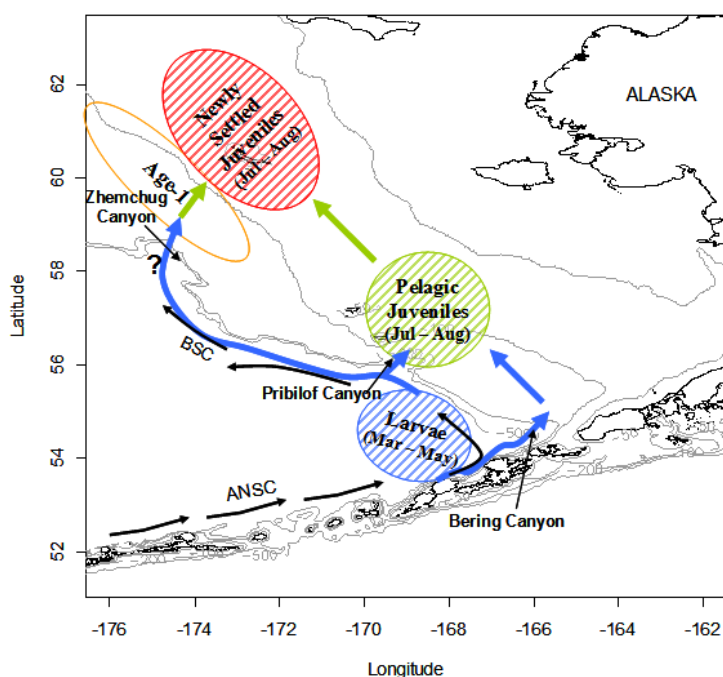 62
60
58
56
54
52
Latitude
-176
-174
-172
-170
-168
-166
-164
-162
Longitude
ALASKA
Newly
Settled
Juveniles
(Jul – Aug)
Age-1
Zhemchug
Canyon
?
Pelagic
Juveniles
(Jul – Aug)
BSC
Pribilof Canyon
Larvae
(Mar – May)
ANSC
Bering Canyon
-500
-500
-200
-500